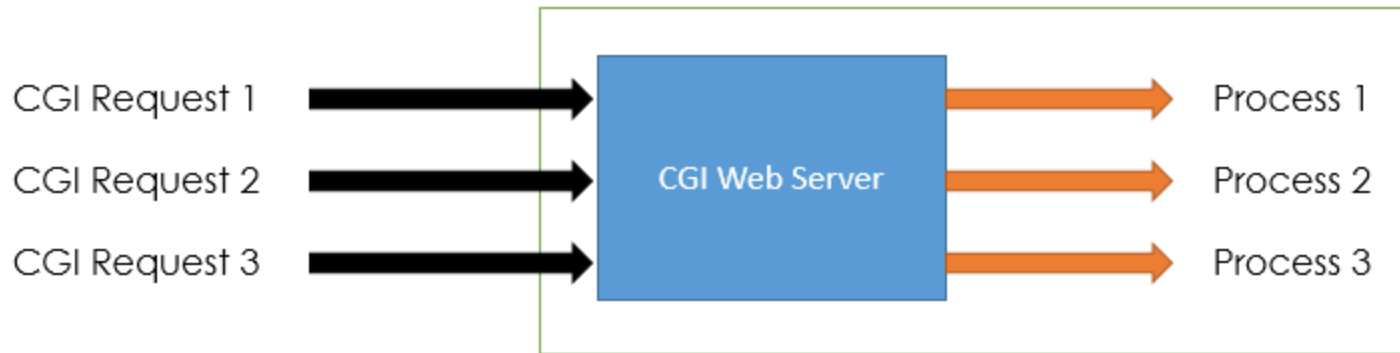 CGI Request 1
Process 1
CGI Request 2
CGI Web Server
Process 2
CGI Request 3
Process 3